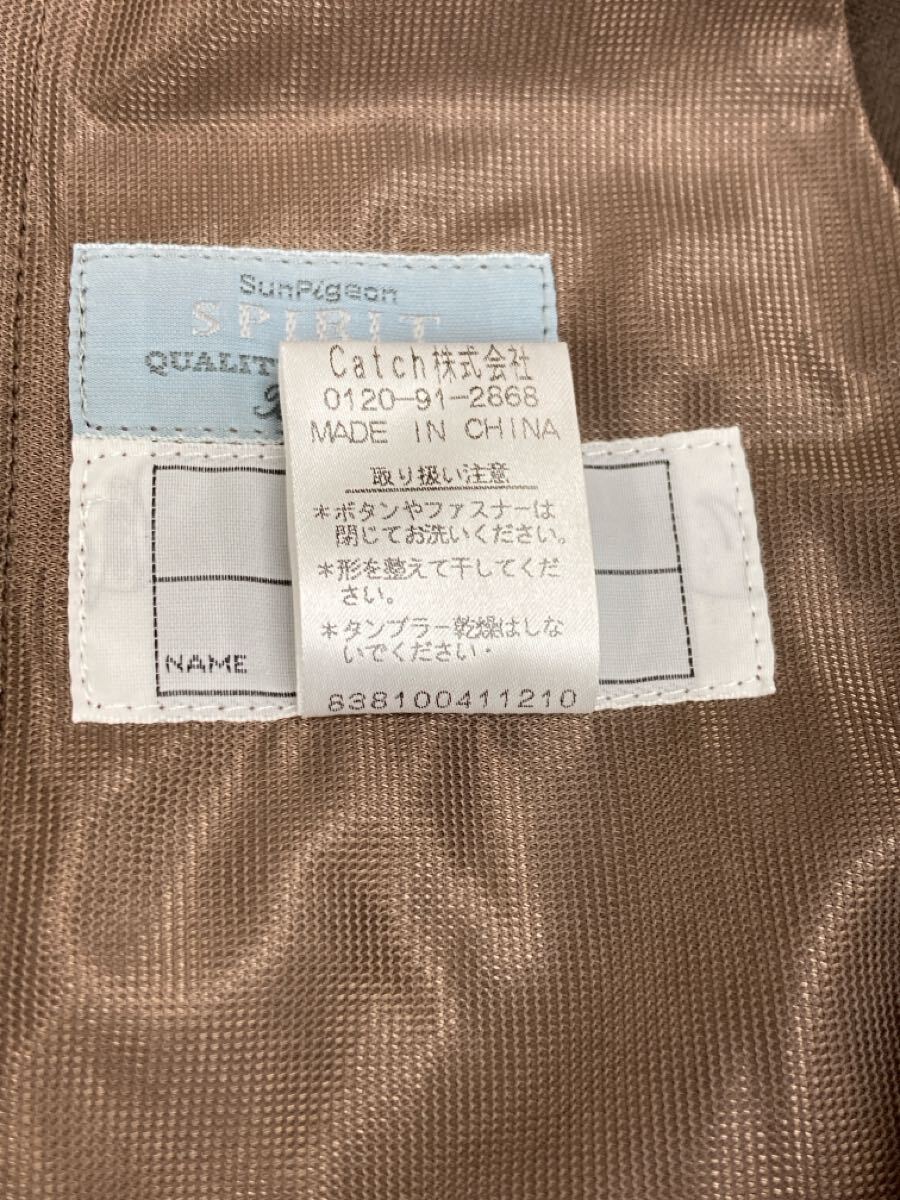 SunPigeon
SPIRIT
QUALIT
Catch株式会社
0120-91-2868
MADE IN CHINA
取り扱い注意
*ボタンやファスナーは
閉じてお洗いください。
*形を整えて干してくだ
さい。
*タンブラー乾燥はしな
いでください・
838100411210
NAME